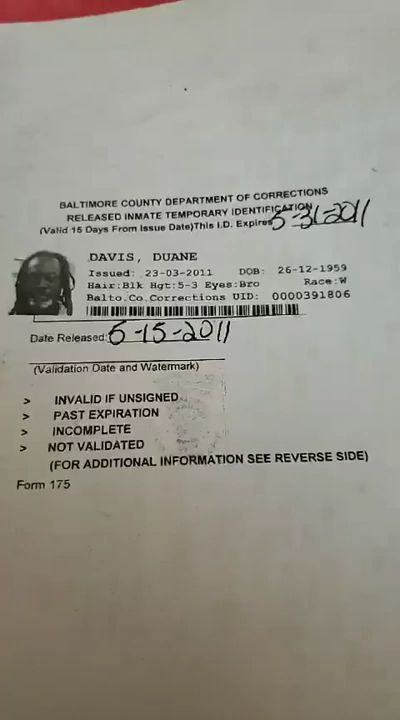 BALTIMORE COUNTY DEPARTMENT OF CORRECTIONS
RELEASED INMATE TEMPORARY IDENTIFICATION
(Valid 15 Days From Issue Date)This I.D. Expires 5-31-2011
DAVIS, DUANE
Issued: 23-03-2011 DOB: 26-12-1959
Hair:Blk Hgt:5-3 Eyes:Bro Race:W
Balto.Co.Corrections UID: 0000391806
Date Released: 5-15-2011
(Validation Date and Watermark)
> INVALID IF UNSIGNED
> PAST EXPIRATION
> INCOMPLETE
> NOT VALIDATED
(FOR ADDITIONAL INFORMATION SEE REVERSE SIDE)
Form 175